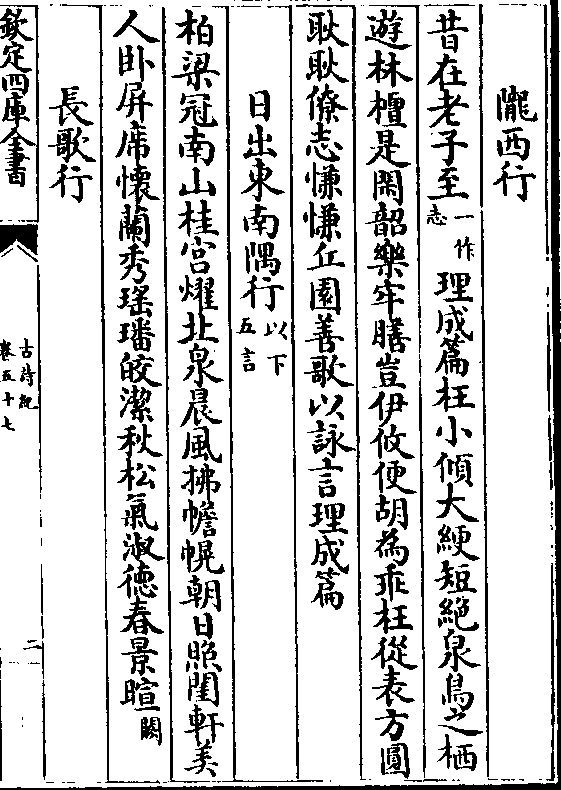 隴西行
昔在老子至一作志理成篇枉小傾大綆短絶泉鳥之栖
遊林檀是閑韶樂牢膳豈伊攸便胡為乖枉從表方圓
耿耿僚志慊慊丘園善歌以詠言理成篇
日出東南隅行以下五言
柏梁冠南山桂宫燿北泉晨風拂幨幌朝日照閨軒美
人卧屏席懷蘭秀瑶璠皎潔秋松氣淑德春景暄闕
長歌行
欽定四庫全書
古詩紀
卷五十七
二